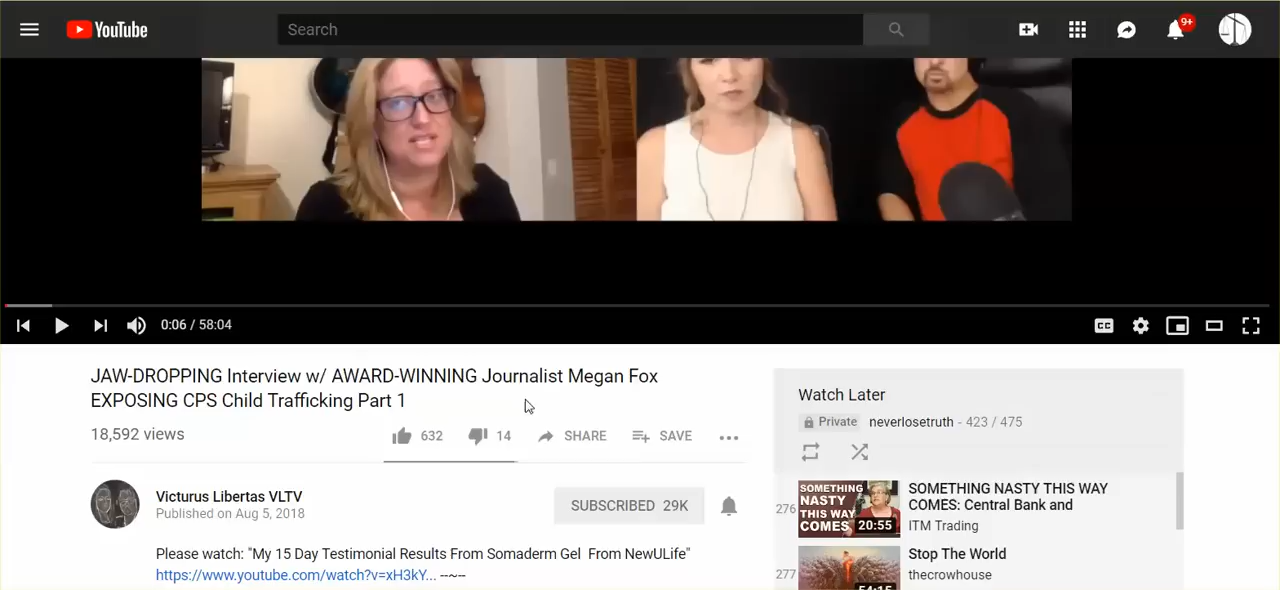 YouTube
Search
9+
0:06 / 58:04
CC
JAW-DROPPING Interview w/ AWARD-WINNING Journalist Megan Fox
EXPOSING CPS Child Trafficking Part 1
18,592 views
632
14
SHARE
SAVE
Victurus Libertas VLTV
Published on Aug 5, 2018
SUBSCRIBED 29K
Please watch: "My 15 Day Testimonial Results From Somaderm Gel From NewULife"
https://www.youtube.com/watch?v=xH3kY... --~--
Watch Later
Private neverlosetruth - 423 / 475
276
SOMETHING
NASTY
THIS WAY
COMES:
20:55
SOMETHING NASTY THIS WAY
COMES: Central Bank and
ITM Trading
277
54:15
Stop The World
thecrowhouse